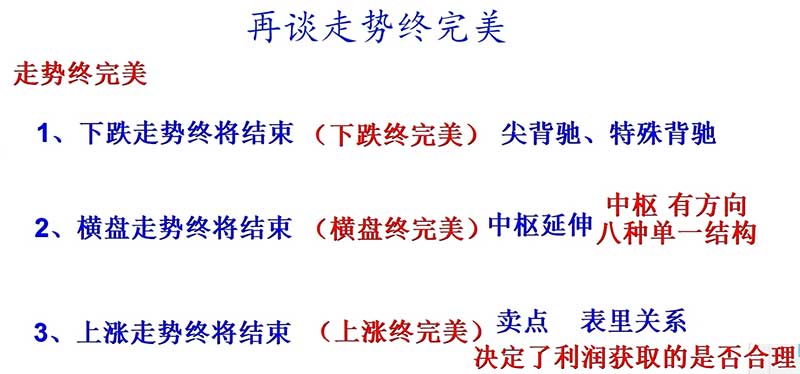 再谈走势终完美
走势终完美
1、下跌走势终将结束（下跌终完美）尖背驰、特殊背驰
中枢 有方向
2、横盘走势终将结束（横盘终完美）中枢延伸 八种单一结构
3、上涨走势终将结束（上涨终完美）卖点 表里关系
决定了利润获取的是否合理